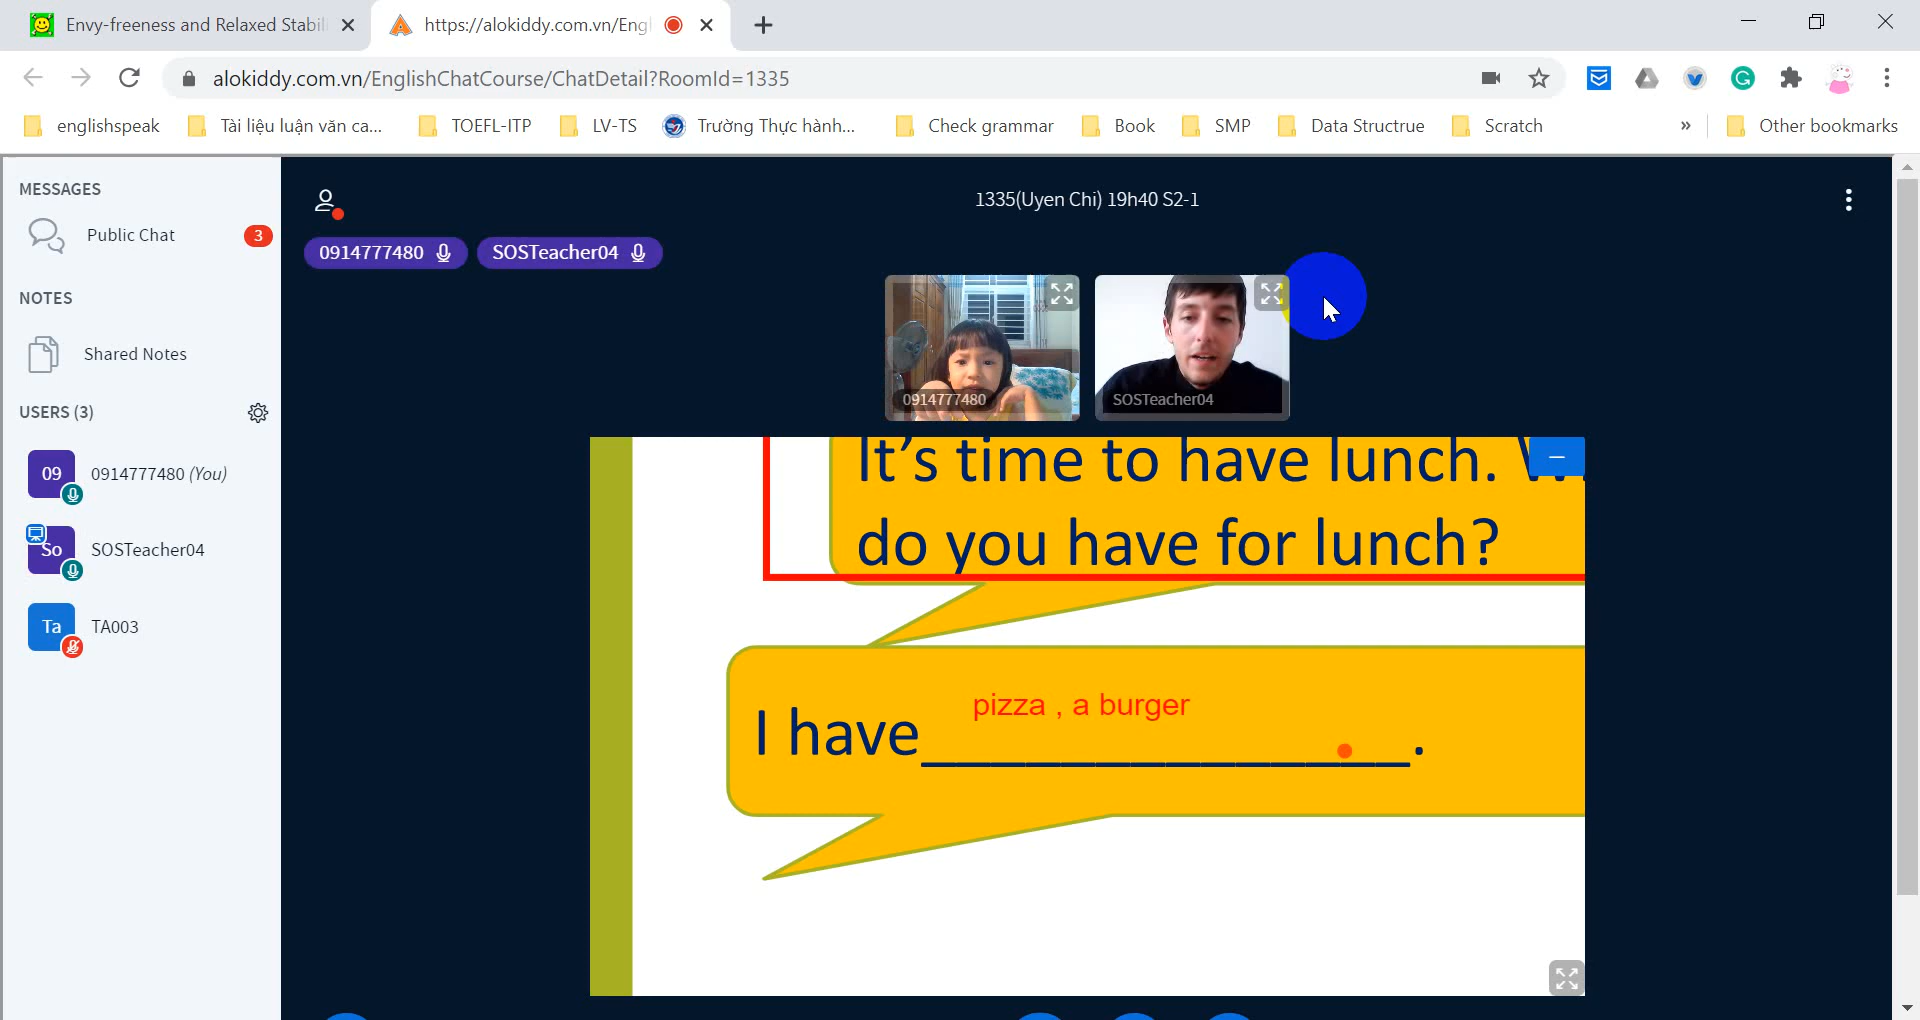 Envy-freeness and Relaxed Stabili
https://alokiddy.com.vn/Engl
alokiddy.com.vn/EnglishChatCourse/ChatDetail?RoomId=1335
englishspeak
Tài liệu luận văn ca...
TOEFL-ITP
LV-TS
Trường Thực hành...
Check grammar
Book
SMP
Data Structrue
Scratch
»
Other bookmarks
MESSAGES
Public Chat
3
NOTES
Shared Notes
USERS (3)
09
0914777480 (You)
So
SOSTeacher04
Ta
TA003
1335(Uyen Chi) 19h40 S2-1
0914777480
SOSTeacher04
0914777480
SOSTeacher04
It's time to have lunch.
do you have for lunch?
pizza , a burger
I have______________.